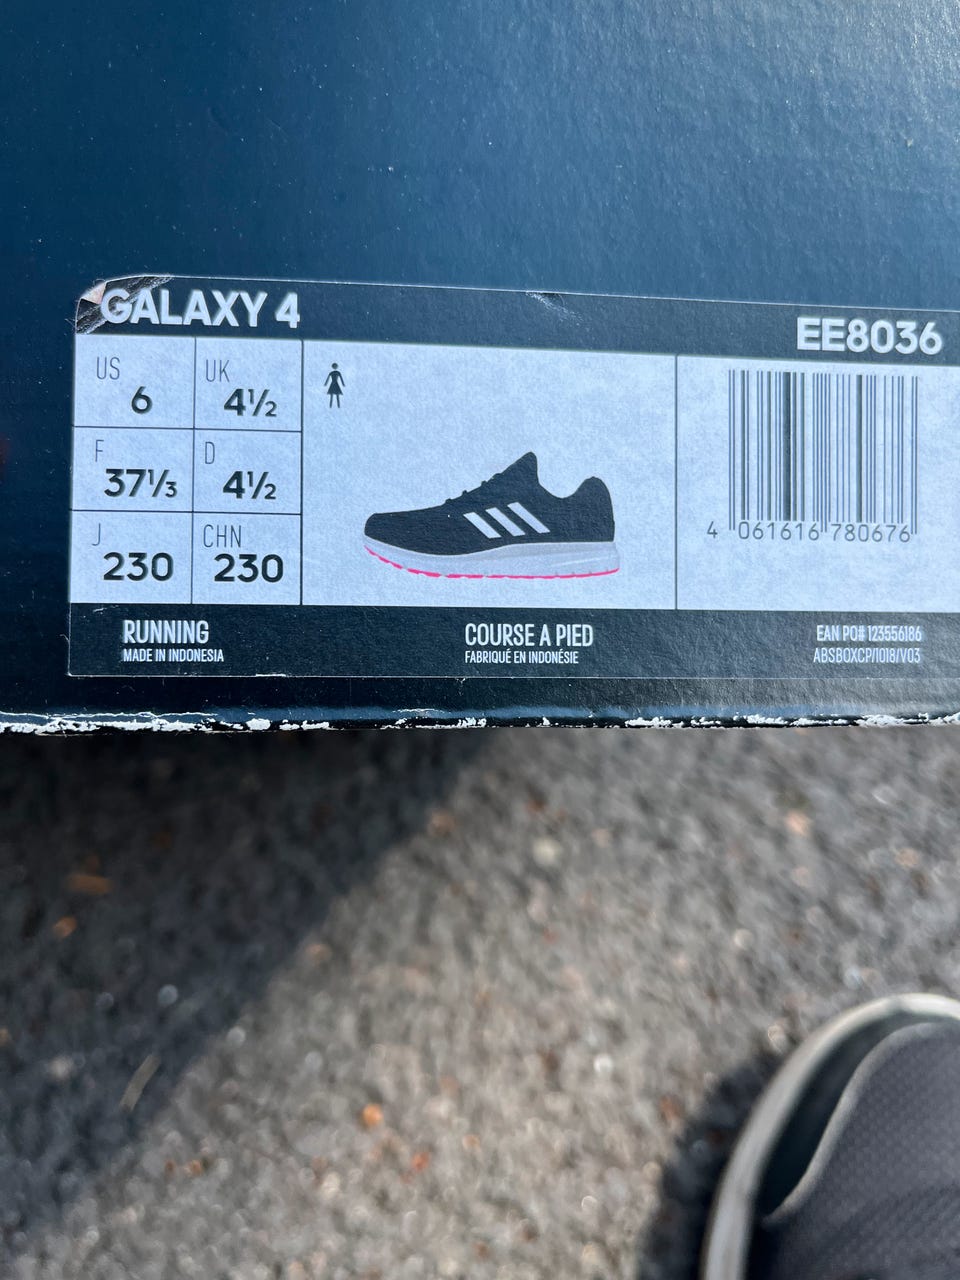 GALAXY 4
EE8036
US
6
UK
4½
F
37⅓
D
4½
J
230
CHN
230
4 061616 780676
RUNNING
MADE IN INDONESIA
COURSE A PIED
FABRIQUÉ EN INDONÉSIE
EAN PO# 123556186
ABSBOXCP/1018/V03